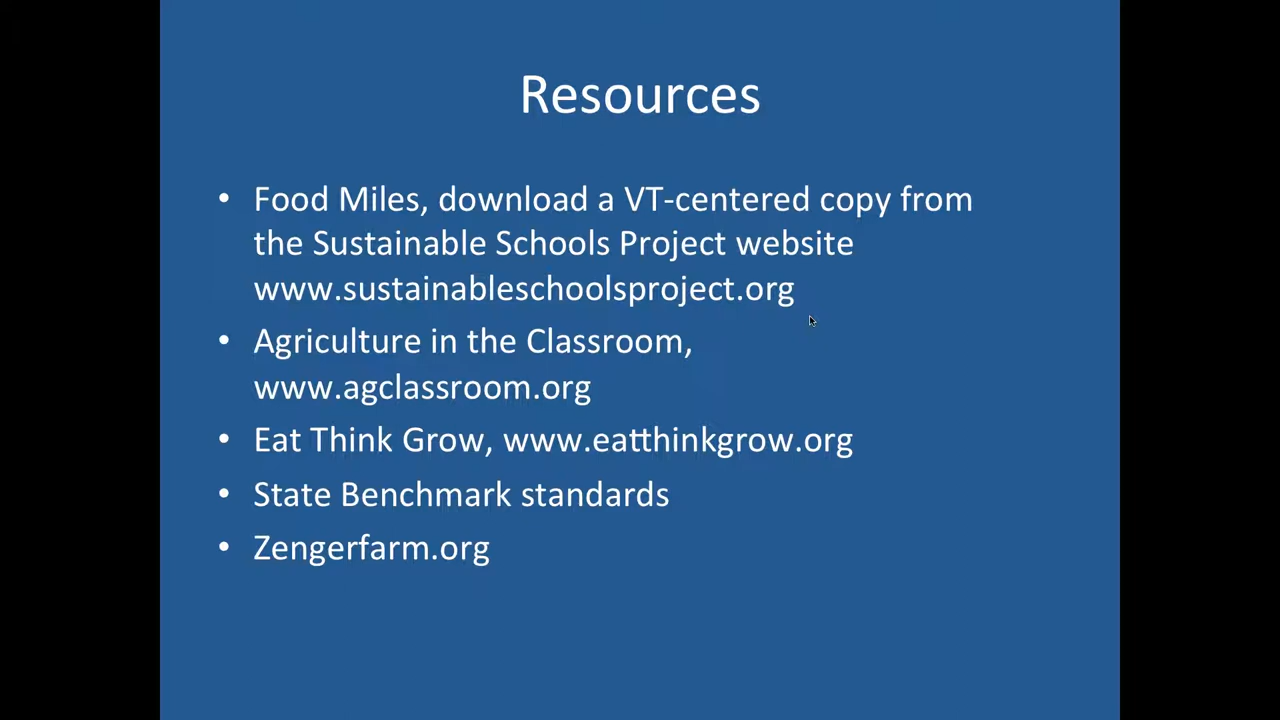 Resources
• Food Miles, download a VT-centered copy from
the Sustainable Schools Project website
www.sustainableschoolsproject.org
• Agriculture in the Classroom,
www.agclassroom.org
• Eat Think Grow, www.eatthinkgrow.org
• State Benchmark standards
• Zengerfarm.org